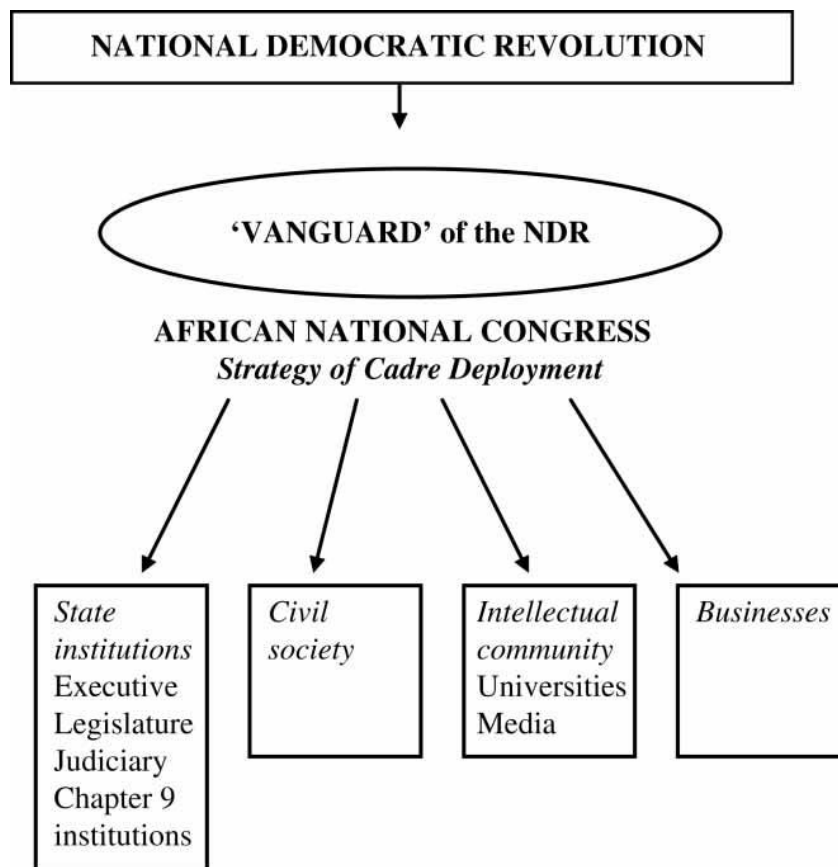 NATIONAL DEMOCRATIC REVOLUTION
‘VANGUARD’ of the NDR
AFRICAN NATIONAL CONGRESS
Strategy of Cadre Deployment
State
institutions
Executive
Legislature
Judiciary
Chapter 9
institutions
Civil
society
Intellectual
community
Universities
Media
Businesses